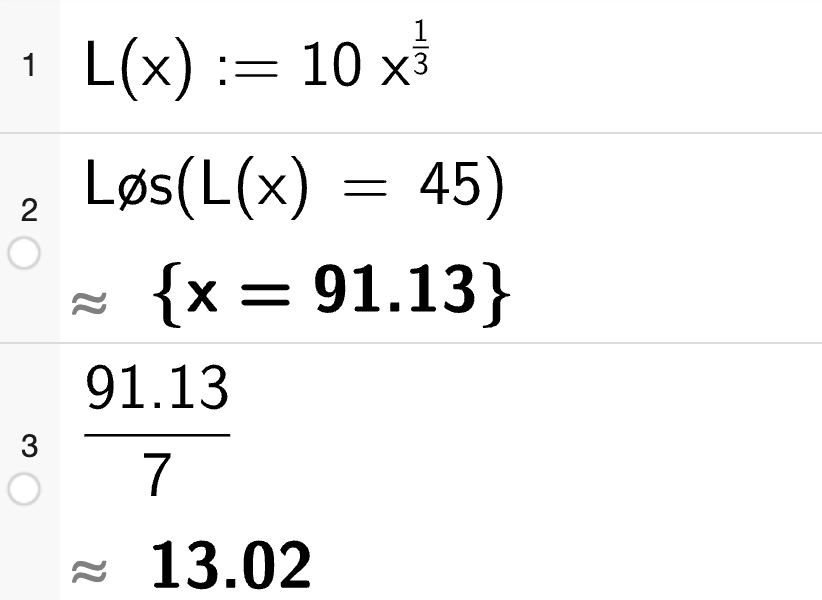 1 L(x) := 10 x^(1/3)
2 Løs(L(x) = 45)
≈ {x = 91.13}
3 91.13
7
≈ 13.02